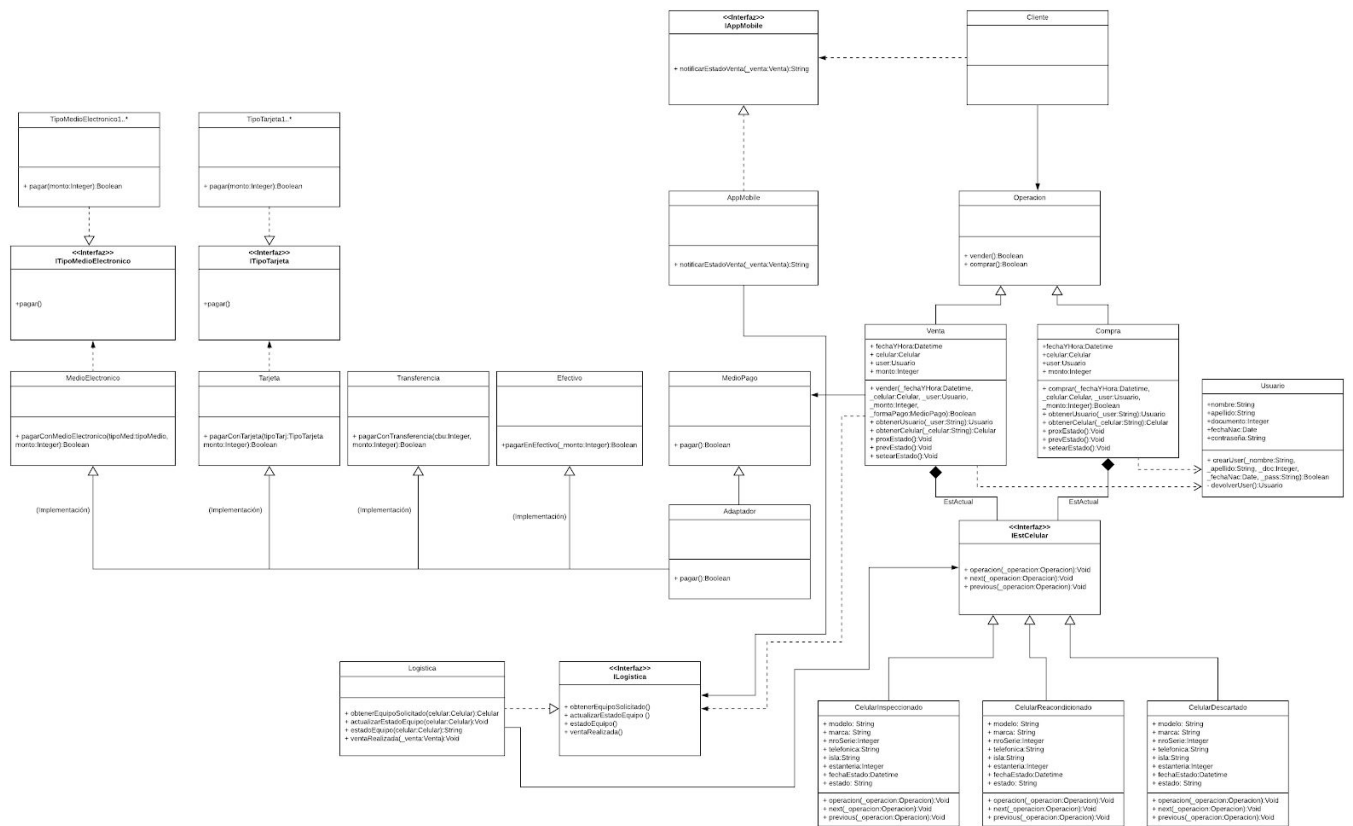 <<Interfaz>>
IAppMobile
+ notificarEstadoVenta(_venta:Venta):String
Cliente
TipoMedioElectronico1..*
+ pagar(monto:Integer):Boolean
TipoTarjeta1..*
+ pagar(monto:Integer):Boolean
AppMobile
+ notificarEstadoVenta(_venta:Venta):String
Operacion
+ vender():Boolean
+ comprar():Boolean
<<Interfaz>>
ITipoMedioElectronico
+pagar()
<<Interfaz>>
ITipoTarjeta
+pagar()
Venta
+ fechaYHora:Datetime
+ celular:Celular
+ user:Usuario
+ monto:Integer
+ vender(_fechaYHora:Datetime,
_celular:Celular, _user:Usuario,
_monto:Integer,
_formaPago:MedioPago):Boolean
+ obtenerUsuario(_user:String):Usuario
+ obtenerCelular(_celular:String):Celular
+ proxEstado():Void
+ prevEstado():Void
+ setearEstado():Void
Compra
+fechaYHora:Datetime
+celular:Celular
+user:Usuario
+ monto:Integer
+ comprar(_fechaYHora:Datetime,
_celular:Celular, _user:Usuario,
_monto:Integer):Boolean
+ obtenerUsuario(_user:String):Usuario
+ obtenerCelular(_celular:String):Celular
+ proxEstado():Void
+ prevEstado():Void
+ setearEstado():Void
MedioElectronico
+ pagarConMedioElectronico(tipoMed:tipoMedio,
monto:Integer):Boolean
Tarjeta
+ pagarConTarjeta(tipoTarj:TipoTarjeta
monto:Integer):Boolean
Transferencia
+ pagarConTransferencia(cbu:Integer,
monto:Integer):Boolean
Efectivo
+pagarEnEfectivo(_monto:Integer):Boolean
MedioPago
+ pagar():Boolean
Usuario
+nombre:String
+apellido:String
+documento:Integer
+fechaNac:Date
+contraseña:String
+ crearUser(_nombre:String,
_apellido:String, _doc:Integer,
_fechaNac:Date, _pass:String):Boolean
- devolverUser():Usuario
(Implementación)
(Implementación)
(Implementación)
(Implementación)
EstActual
EstActual
Adaptador
+ pagar():Boolean
<<Interfaz>>
IEstCelular
+ operacion(_operacion:Operacion):Void
+ next(_operacion:Operacion):Void
+ previous(_operacion:Operacion):Void
Logistica
+ obtenerEquipoSolicitado(celular:Celular):Celular
+ actualizarEstadoEquipo(celular:Celular):Void
+ estadoEquipo(celular:Celular):String
+ ventaRealizada(_venta:Venta):Void
<<Interfaz>>
ILogistica
+ obtenerEquipoSolicitado()
+ actualizarEstadoEquipo ()
+ estadoEquipo()
+ ventaRealizada()
CelularInspeccionado
+ modelo: String
+ marca: String
+ nroSerie:Integer
+ telefonica:String
+ isla:String
+ estanteria:Integer
+ fechaEstado:Datetime
+ estado: String
+ operacion(_operacion:Operacion):Void
+ next(_operacion:Operacion):Void
+ previous(_operacion:Operacion):Void
CelularReacondicionado
+ modelo: String
+ marca: String
+ nroSerie:Integer
+ telefonica:String
+ isla:String
+ estanteria:Integer
+ fechaEstado:Datetime
+ estado: String
+ operacion(_operacion:Operacion):Void
+ next(_operacion:Operacion):Void
+ previous(_operacion:Operacion):Void
CelularDescartado
+ modelo: String
+ marca: String
+ nroSerie:Integer
+ telefonica:String
+ isla:String
+ estanteria:Integer
+ fechaEstado:Datetime
+ estado: String
+ operacion(_operacion:Operacion):Void
+ next(_operacion:Operacion):Void
+ previous(_operacion:Operacion):Void